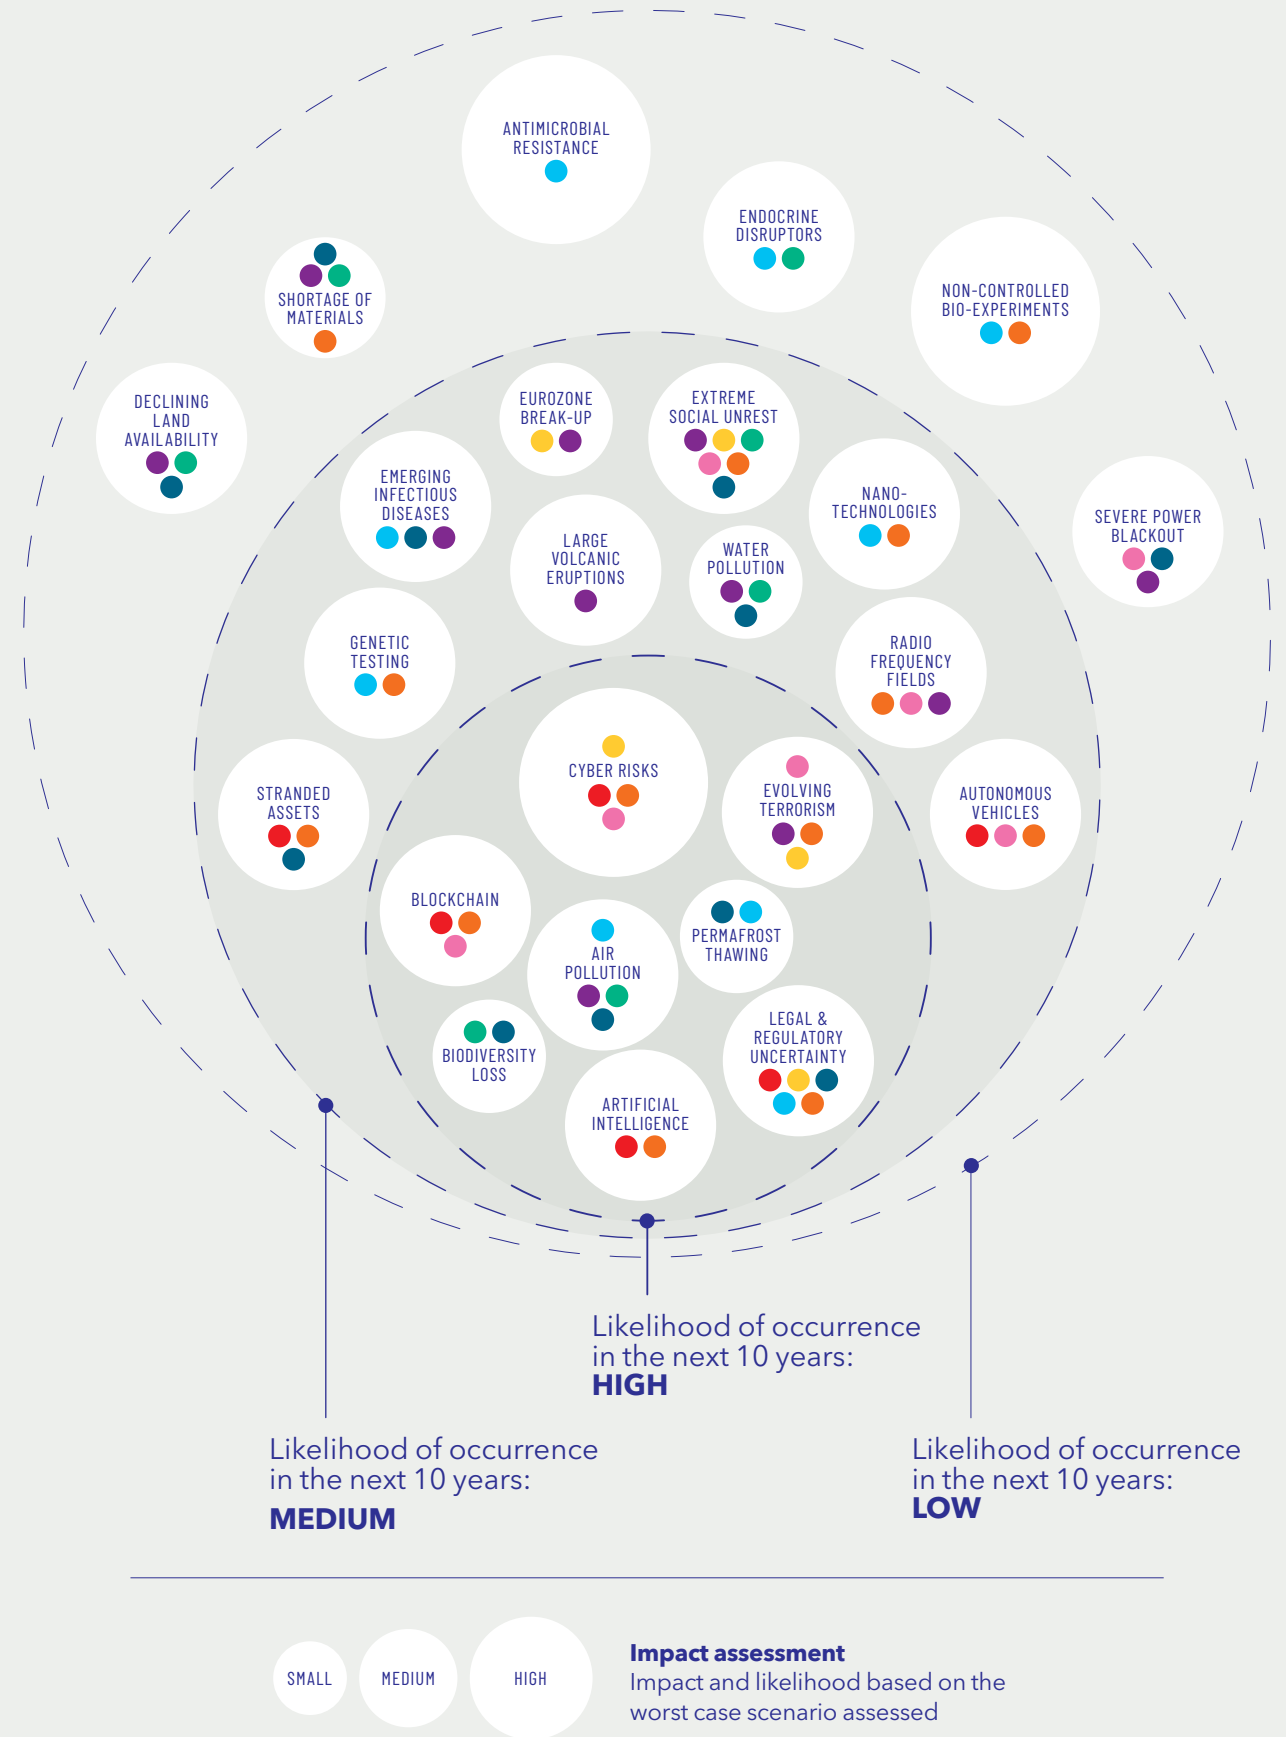 ANTIMICROBIAL
RESISTANCE
ENDOCRINE
DISRUPTORS
NON-CONTROLLED
BIO-EXPERIMENTS
SHORTAGE OF
MATERIALS
DECLINING
LAND
AVAILABILITY
EUROZONE
BREAK-UP
EXTREME
SOCIAL UNREST
EMERGING
INFECTIOUS
DISEASES
NANO-
TECHNOLOGIES
SEVERE POWER
BLACKOUT
LARGE
VOLCANIC
ERUPTIONS
WATER
POLLUTION
GENETIC
TESTING
RADIO
FREQUENCY
FIELDS
CYBER RISKS
EVOLVING
TERRORISM
STRANDED
ASSETS
AUTONOMOUS
VEHICLES
BLOCKCHAIN
AIR
POLLUTION
PERMAFROST
THAWING
BIODIVERSITY
LOSS
LEGAL &
REGULATORY
UNCERTAINTY
ARTIFICIAL
INTELLIGENCE
Likelihood of occurrence
in the next 10 years:
HIGH
Likelihood of occurrence
in the next 10 years:
MEDIUM
Likelihood of occurrence
in the next 10 years:
LOW
SMALL
MEDIUM
HIGH
Impact assessment
Impact and likelihood based on the
worst case scenario assessed